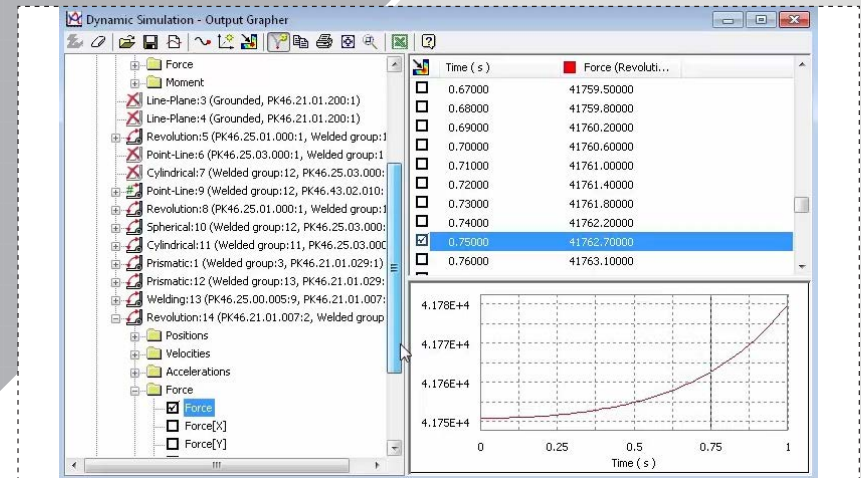 Dynamic Simulation - Output Grapher
Force
Moment
Line-Plane:3 (Grounded, PK46.21.01.200:1)
Line-Plane:4 (Grounded, PK46.21.01.200:1)
Revolution:5 (PK46.25.01.000:1, Welded group:1
Point-Line:6 (PK46.25.03.000:1, Welded group:1
Cylindrical:7 (Welded group:12, PK46.25.03.000:
Point-Line:9 (Welded group:12, PK46.43.02.010:
Revolution:8 (PK46.25.01.000:1, Welded group:1
Spherical:10 (Welded group:12, PK46.25.03.000:
Cylindrical:11 (Welded group:11, PK46.25.03.000
Prismatic:1 (Welded group:3, PK46.21.01.029:1)
Prismatic:12 (Welded group:13, PK46.21.01.029:
Welding:13 (PK46.25.00.005:9, PK46.21.01.007:
Revolution:14 (PK46.21.01.007:2, Welded group
Positions
Velocities
Accelerations
Force
Force
Force[X]
Force[Y]
Time ( s ) Force (Revoluti...
0.67000 41759.50000
0.68000 41759.80000
0.69000 41760.20000
0.70000 41760.60000
0.71000 41761.00000
0.72000 41761.40000
0.73000 41761.80000
0.74000 41762.20000
0.75000 41762.70000
0.76000 41763.10000
4.178E+4
4.177E+4
4.176E+4
4.175E+4
0 0.25 0.5 0.75 1
Time ( s )